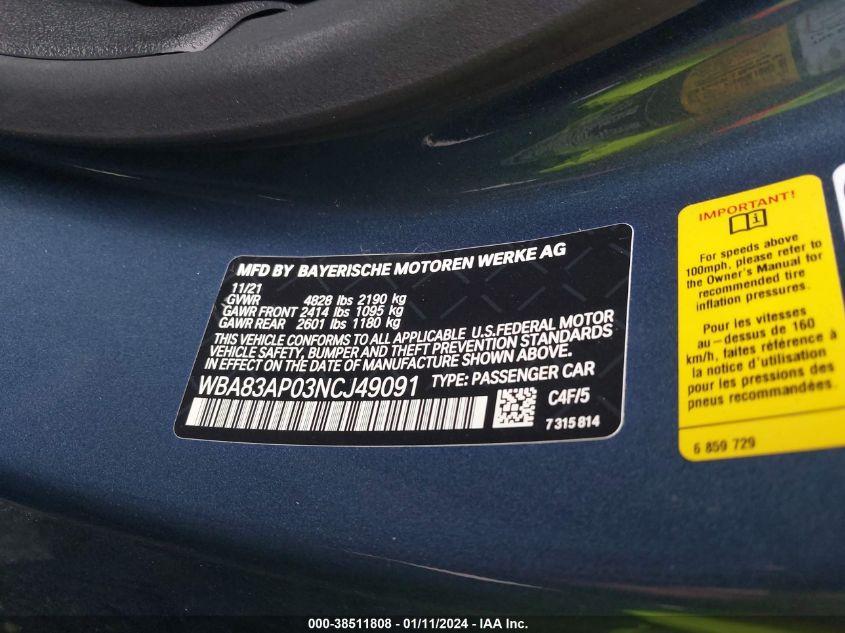 MFD BY BAYERISCHE MOTOREN WERKE AG
11/21
GVWR 4828 lbs 2190 kg
GAWR FRONT 2414 lbs 1095 kg
GAWR REAR 2601 lbs 1180 kg
THIS VEHICLE CONFORMS TO ALL APPLICABLE U.S.FEDERAL MOTOR
VEHICLE SAFETY, BUMPER AND THEFT PREVENTION STANDARDS
IN EFFECT ON THE DATE OF MANUFACTURE SHOWN ABOVE.
WBA83AP03NCJ49091 TYPE: PASSENGER CAR
C4F/5
7315814
IMPORTANT!
For speeds above
100mph, please refer to
the Owner's Manual for
recommended tire
inflation pressures.
Pour les vitesses
au-dessus de 160
km/h, faites référence à
la notice d'utilisation
pour les pressions de
pneu recommandées.
6 859 729
000-38511808 - 01/11/2024 - IAA Inc.